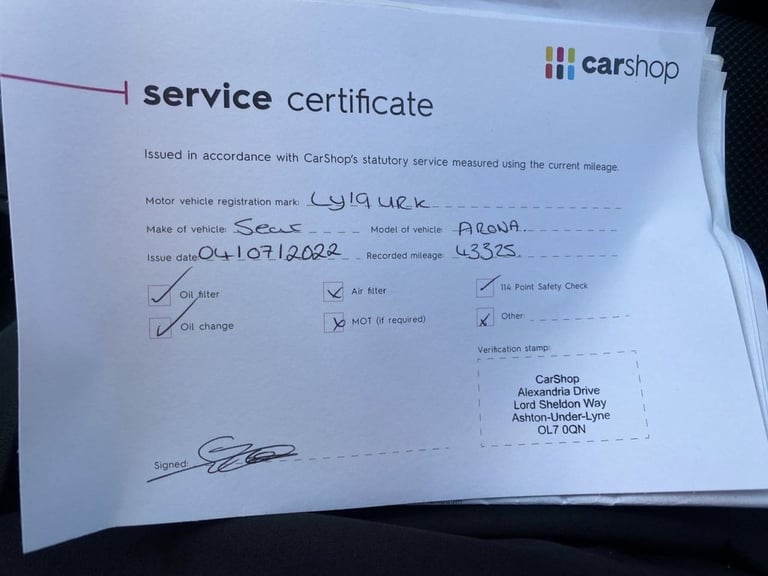 carshop
service certificate
Issued in accordance with CarShop's statutory service measured using the current mileage.
Motor vehicle registration mark: LY19 URK
Make of vehicle: Seat Model of vehicle: ARONA.
Issue date: 04/07/2022 Recorded mileage: 43325.
Oil filter Air filter 114 Point Safety Check
Oil change MOT (if required) Other:
Verification stamp:
CarShop
Alexandria Drive
Lord Sheldon Way
Ashton-Under-Lyne
OL7 0QN
Signed: